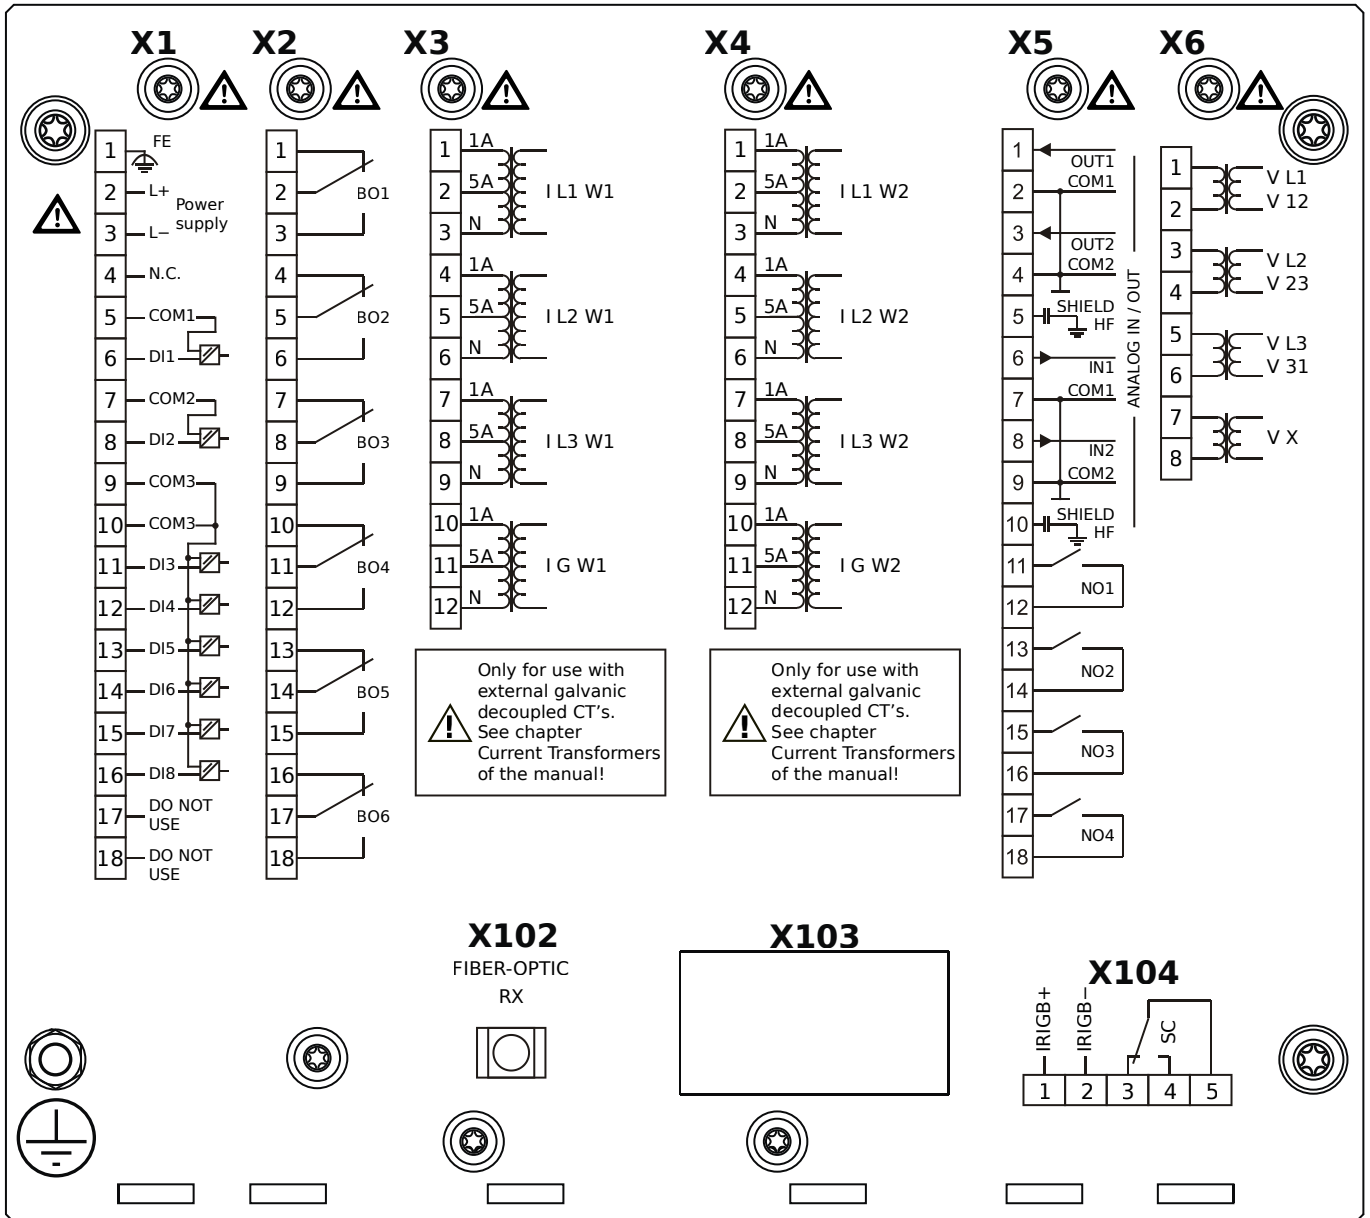 X1
X2
X3
X4
X5
X6
1
FE
2
L+
Power
supply
3
L−
4
N.C.
5
COM1
6
DI1
7
COM2
8
DI2
9
COM3
10
COM3
11
DI3
12
DI4
13
DI5
14
DI6
15
DI7
16
DI8
17
DO NOT
USE
18
DO NOT
USE
1
2
BO1
3
4
5
BO2
6
7
8
BO3
9
10
11
BO4
12
13
14
BO5
15
16
17
BO6
18
1
1A
2
5A
I L1 W1
3
N
4
1A
5
5A
I L2 W1
6
N
7
1A
8
5A
I L3 W1
9
N
10
1A
11
5A
I G W1
12
N
Only for use with
external galvanic
decoupled CT's.
See chapter
Current Transformers
of the manual!
1
1A
2
5A
I L1 W2
3
N
4
1A
5
5A
I L2 W2
6
N
7
1A
8
5A
I L3 W2
9
N
10
1A
11
5A
I G W2
12
N
Only for use with
external galvanic
decoupled CT's.
See chapter
Current Transformers
of the manual!
1
OUT1
2
COM1
3
OUT2
4
COM2
5
SHIELD
HF
6
IN1
7
COM1
8
IN2
9
COM2
10
SHIELD
HF
ANALOG IN / OUT
11
NO1
12
13
NO2
14
15
NO3
16
17
NO4
18
1
V L1
2
V 12
3
V L2
4
V 23
5
V L3
6
V 31
7
V X
8
X102
FIBER-OPTIC
RX
X103
X104
IRIGB+
IRIGB−
SC
1
2
3
4
5